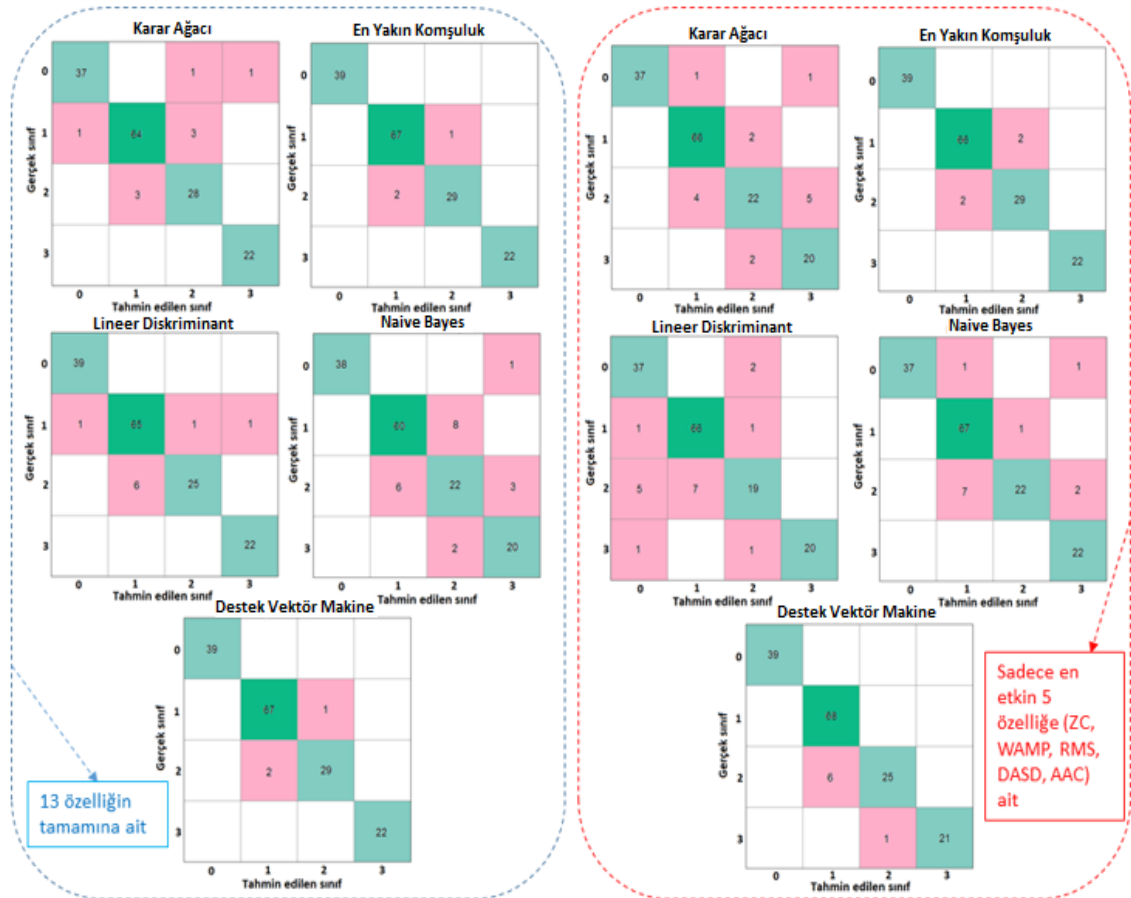 Karar Ağacı
Gerçek sınıf
0
37
1
1
1
1
64
3
2
3
28
3
22
0 1 2 3
Tahmin edilen sınıf
En Yakın Komşuluk
Gerçek sınıf
0
39
1
67
1
2
2
29
3
22
0 1 2 3
Tahmin edilen sınıf
Lineer Diskriminant
Gerçek sınıf
0
39
1
1
65
1
1
2
6
25
3
22
0 1 2 3
Tahmin edilen sınıf
Naive Bayes
Gerçek sınıf
0
38
1
1
60
8
2
6
22
3
3
2
20
0 1 2 3
Tahmin edilen sınıf
Destek Vektör Makine
Gerçek sınıf
0
39
1
67
1
2
2
29
3
22
0 1 2 3
Tahmin edilen sınıf
13 özelliğin
tamamına ait
Karar Ağacı
Gerçek sınıf
0
37
1
1
1
66
2
2
4
22
5
3
2
20
0 1 2 3
Tahmin edilen sınıf
En Yakın Komşuluk
Gerçek sınıf
0
39
1
66
2
2
2
29
3
22
0 1 2 3
Tahmin edilen sınıf
Lineer Diskriminant
Gerçek sınıf
0
37
2
1
1
66
1
2
5
7
19
3
1
1
20
0 1 2 3
Tahmin edilen sınıf
Naive Bayes
Gerçek sınıf
0
37
1
1
1
67
1
2
7
22
2
3
22
0 1 2 3
Tahmin edilen sınıf
Destek Vektör Makine
Gerçek sınıf
0
39
1
68
2
6
25
3
1
21
0 1 2 3
Tahmin edilen sınıf
Sadece en
etkin 5
özelliğe (ZC,
WAMP, RMS,
DASD, AAC)
ait